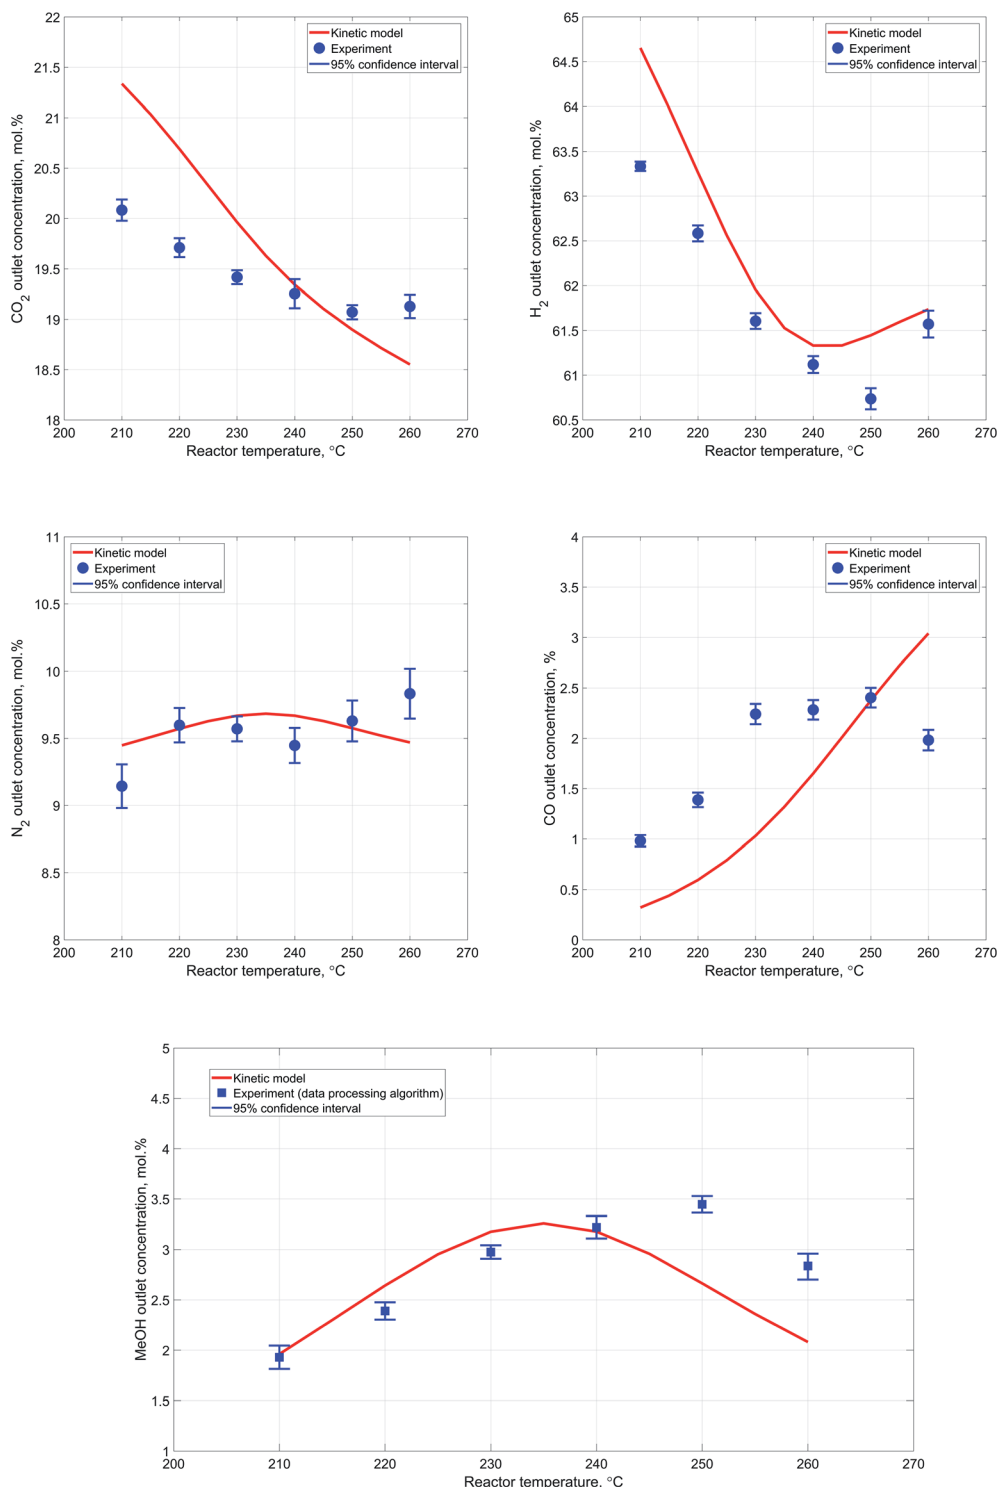 22
21.5
21
20.5
20
19.5
19
18.5
18
200 210 220 230 240 250 260 270
Reactor temperature, °C
CO2 outlet concentration, mol.%
Kinetic model
Experiment
95% confidence interval
65
64.5
64
63.5
63
62.5
62
61.5
61
60.5
200 210 220 230 240 250 260 270
Reactor temperature, °C
H2 outlet concentration, mol.%
Kinetic model
Experiment
95% confidence interval
11
10.5
10
9.5
9
8.5
8
200 210 220 230 240 250 260 270
Reactor temperature, °C
N2 outlet concentration, mol.%
Kinetic model
Experiment
95% confidence interval
4
3.5
3
2.5
2
1.5
1
0.5
0
200 210 220 230 240 250 260 270
Reactor temperature, °C
CO outlet concentration, %
Kinetic model
Experiment
95% confidence interval
5
4.5
4
3.5
3
2.5
2
1.5
1
200 210 220 230 240 250 260 270
Reactor temperature, °C
MeOH outlet concentration, mol.%
Kinetic model
Experiment (data processing algorithm)
95% confidence interval